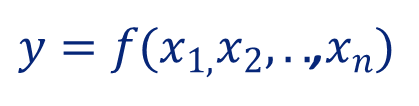 y = f(x₁,x₂,..,xₙ)